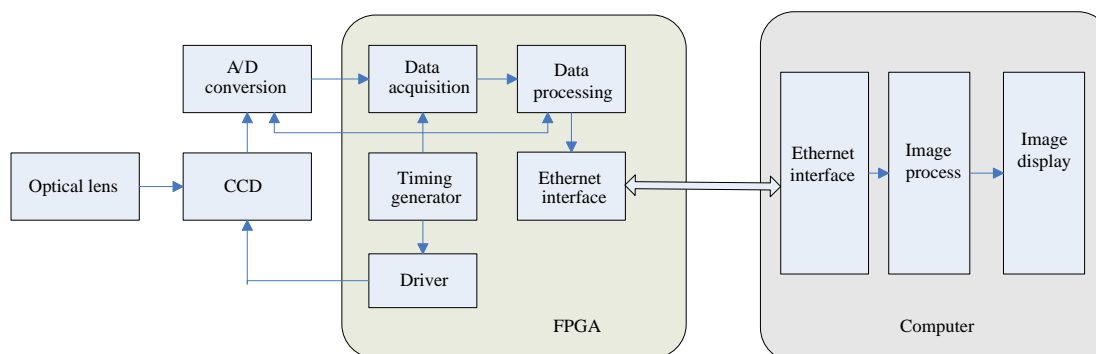 A/D
conversion
Data
acquisition
Data
processing
Optical lens
CCD
Timing
generator
Ethernet
interface
Driver
FPGA
Ethernet
interface
Image
process
Image
display
Computer